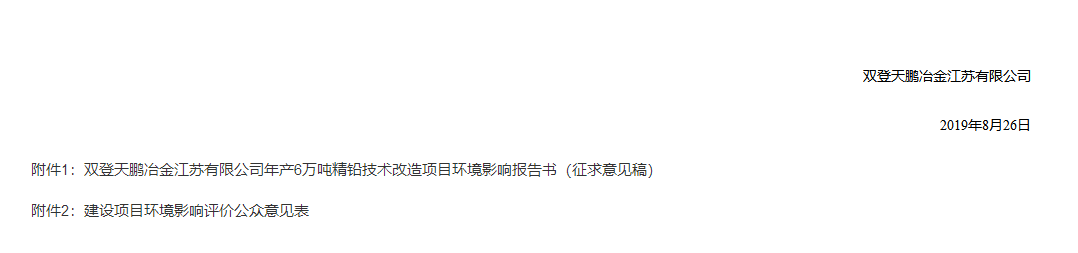 双登天鹏冶金江苏有限公司
2019年8月26日
附件1：双登天鹏冶金江苏有限公司年产6万吨精铅技术改造项目环境影响报告书（征求意见稿）
附件2：建设项目环境影响评价公众意见表